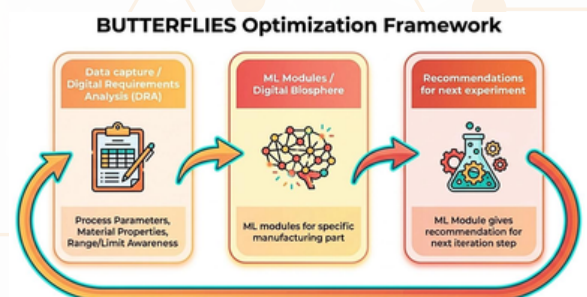 BUTTERFLIES Optimization Framework
Data capture /
Digital Requirements
Analysis (DRA)
Process Parameters,
Material Properties,
Range/Limit Awareness
ML Modules /
Digital Biosphere
ML modules for specific
manufacturing part
Recommendations
for next experiment
ML Module gives
recommendation for
next iteration step